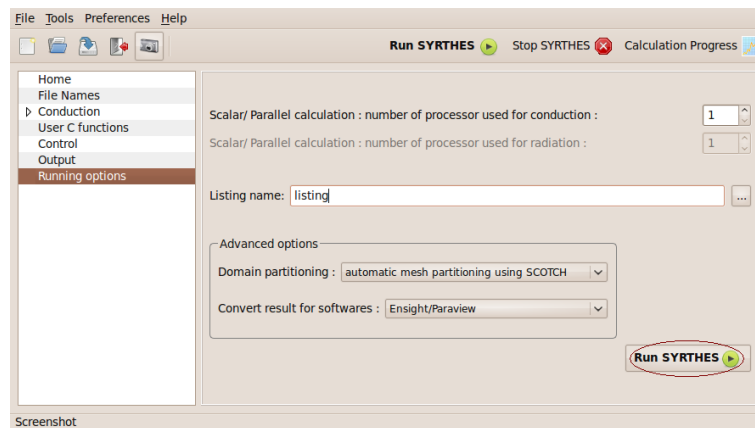 File Tools Preferences Help
Run SYRTHES Stop SYRTHES Calculation Progress
Home
File Names
Conduction
User C functions
Control
Output
Running options
Scalar/ Parallel calculation : number of processor used for conduction : 1
Scalar/ Parallel calculation : number of processor used for radiation : 1
Listing name: listing ...
Advanced options
Domain partitioning : automatic mesh partitioning using SCOTCH
Convert result for softwares : Ensight/Paraview
Run SYRTHES
Screenshot